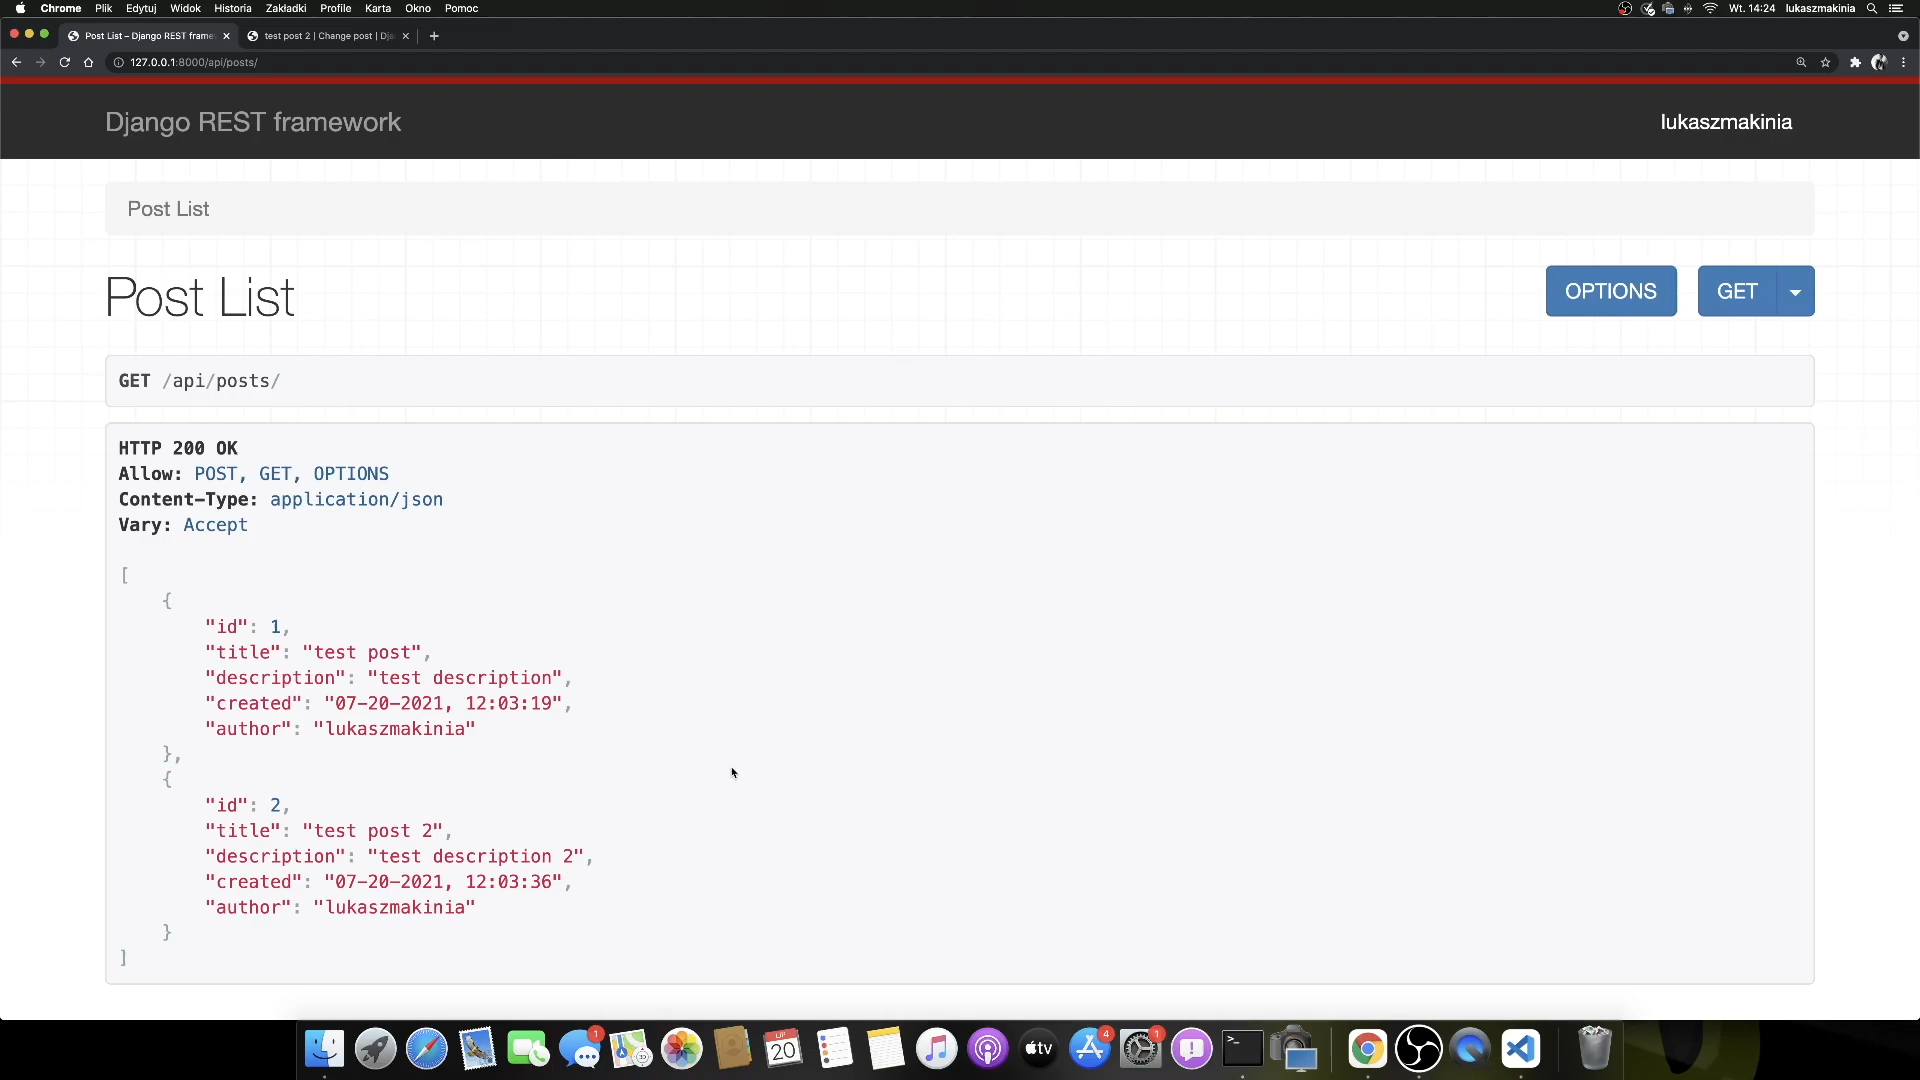 Chrome Plik Edytuj Widok Historia Zakładki Profile Karta Okno Pomoc Wt. 14:24 lukaszmakinia
Post List – Django REST frame
test post 2 | Change post | Dja
127.0.0.1:8000/api/posts/
Django REST framework
lukaszmakinia
Post List
Post List
OPTIONS
GET
GET /api/posts/
HTTP 200 OK
Allow: POST, GET, OPTIONS
Content-Type: application/json
Vary: Accept
[
{
"id": 1,
"title": "test post",
"description": "test description",
"created": "07-20-2021, 12:03:19",
"author": "lukaszmakinia"
},
{
"id": 2,
"title": "test post 2",
"description": "test description 2",
"created": "07-20-2021, 12:03:36",
"author": "lukaszmakinia"
}
]
1
LIP
20
tv
4
1